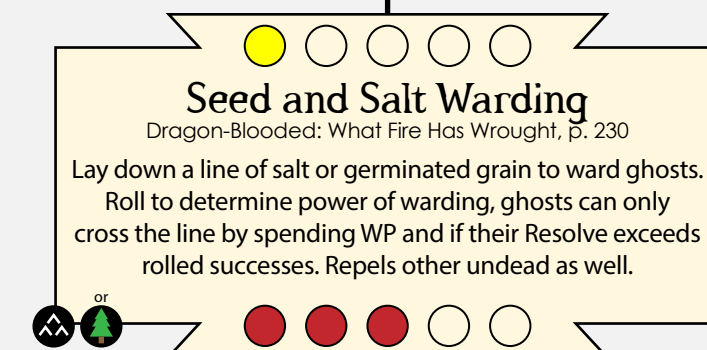 Seed and Salt Warding
Dragon-Blooded: What Fire Has Wrought, p. 230
Lay down a line of salt or germinated grain to ward ghosts.
Roll to determine power of warding, ghosts can only
cross the line by spending WP and if their Resolve exceeds
rolled successes. Repels other undead as well.
or